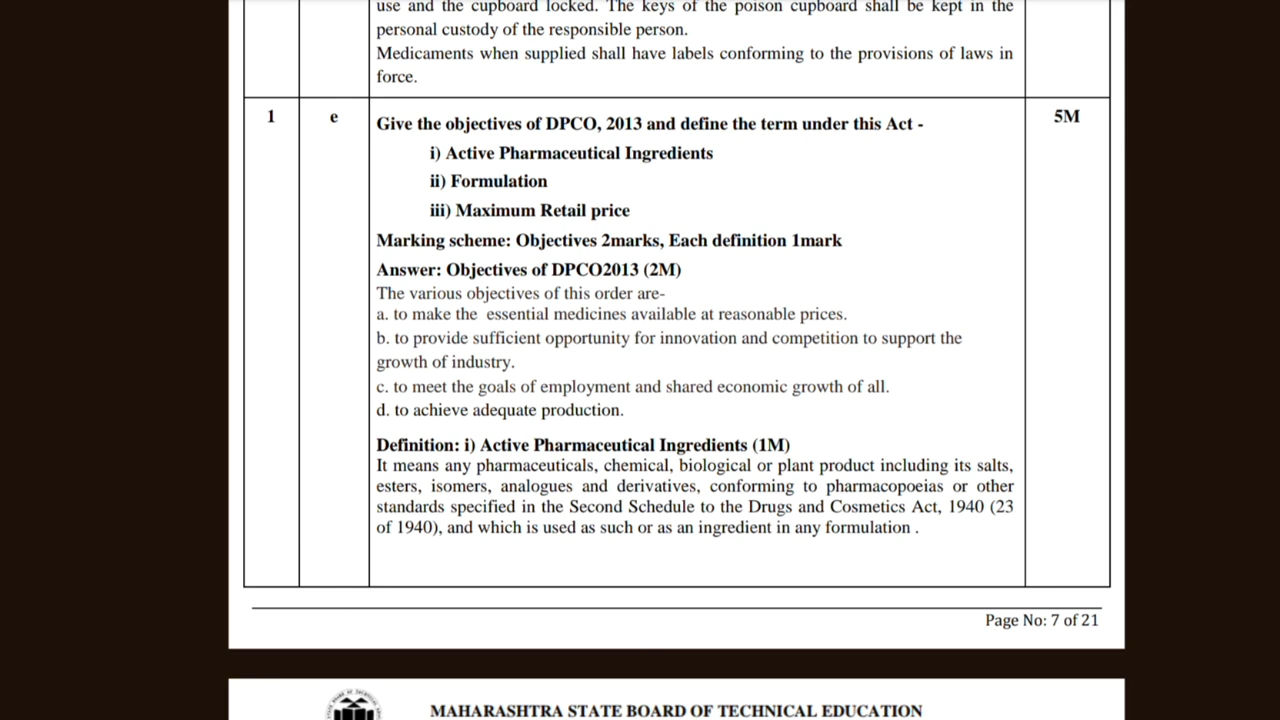 use and the cupboard locked. The keys of the poison cupboard shall be kept in the
personal custody of the responsible person.
Medicaments when supplied shall have labels conforming to the provisions of laws in
force.
1 e Give the objectives of DPCO, 2013 and define the term under this Act - 5M
i) Active Pharmaceutical Ingredients
ii) Formulation
iii) Maximum Retail price
Marking scheme: Objectives 2marks, Each definition 1mark
Answer: Objectives of DPCO2013 (2M)
The various objectives of this order are-
a. to make the essential medicines available at reasonable prices.
b. to provide sufficient opportunity for innovation and competition to support the
growth of industry.
c. to meet the goals of employment and shared economic growth of all.
d. to achieve adequate production.
Definition: i) Active Pharmaceutical Ingredients (1M)
It means any pharmaceuticals, chemical, biological or plant product including its salts,
esters, isomers, analogues and derivatives, conforming to pharmacopoeias or other
standards specified in the Second Schedule to the Drugs and Cosmetics Act, 1940 (23
of 1940), and which is used as such or as an ingredient in any formulation .
Page No: 7 of 21
MAHARASHTRA STATE BOARD OF TECHNICAL EDUCATION